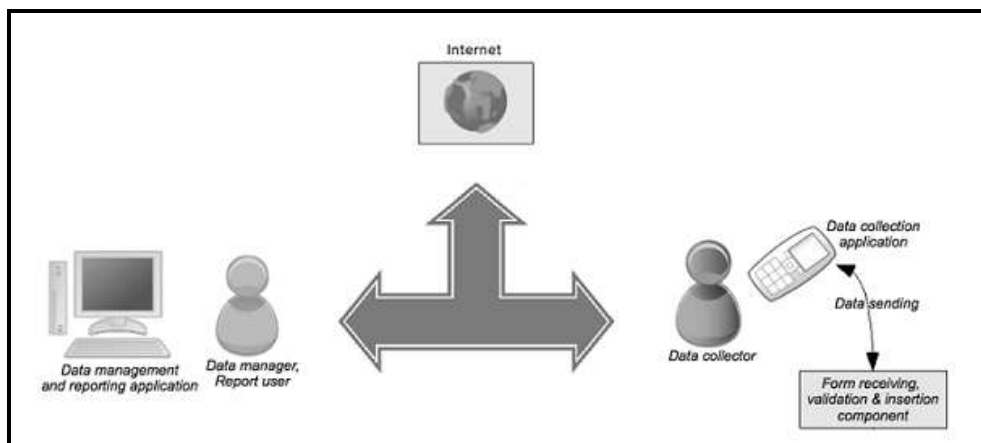 Internet
Data collection
application
Data sending
Data management
and reporting application
Data manager,
Report user
Data collector
Form receiving,
validation & insertion
component